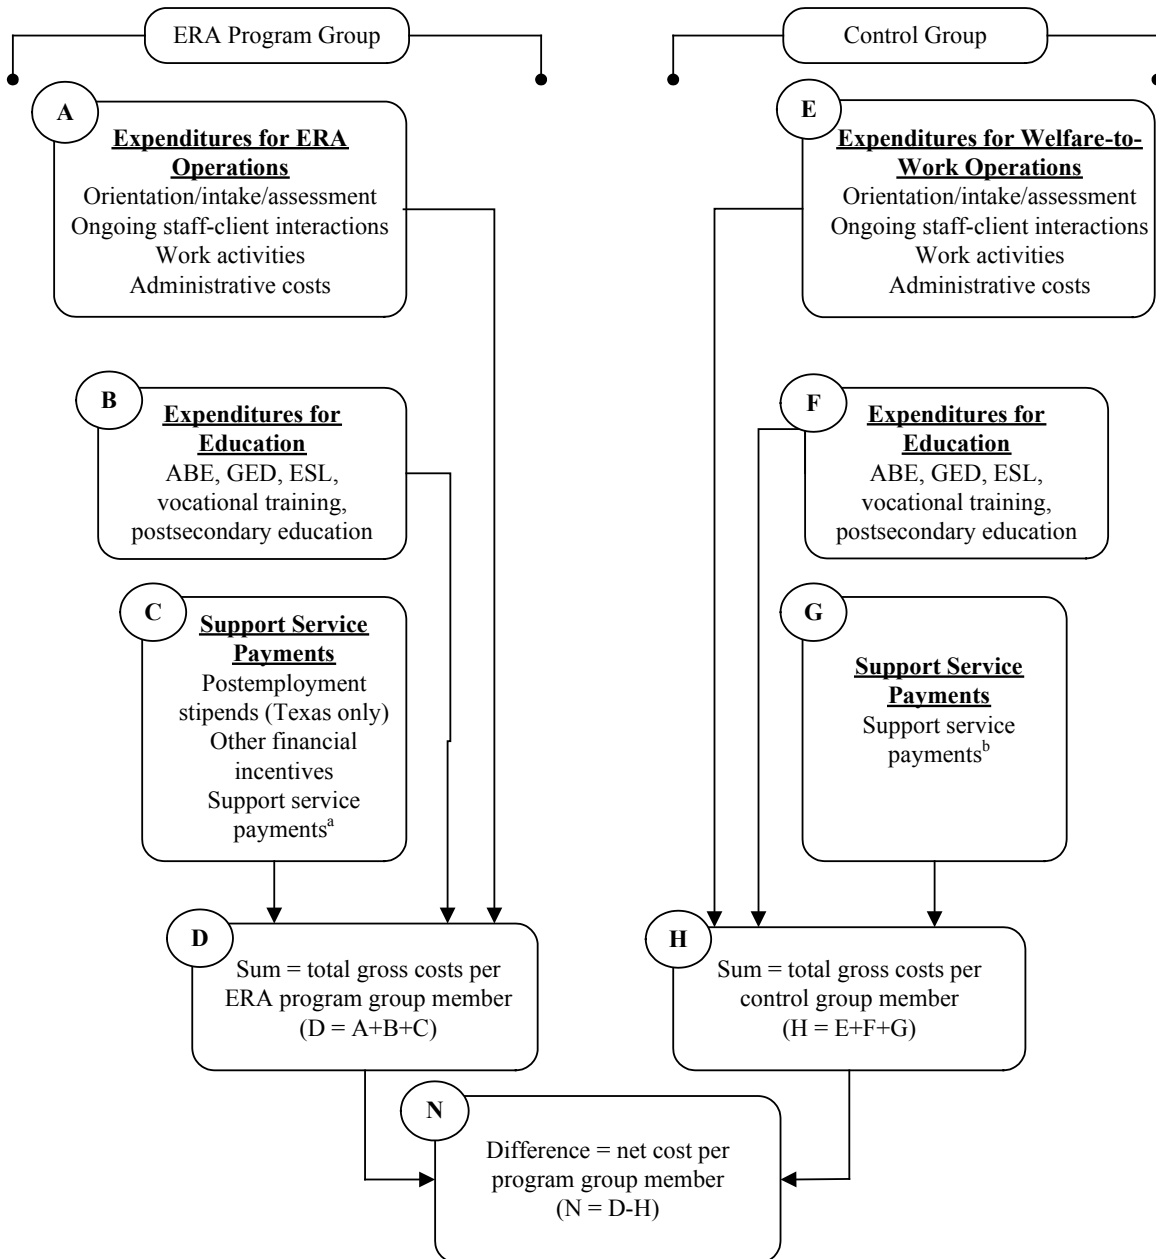 ERA Program Group
Control Group
A
Expenditures for ERA
Operations
Orientation/intake/assessment
Ongoing staff-client interactions
Work activities
Administrative costs
E
Expenditures for Welfare-to-
Work Operations
Orientation/intake/assessment
Ongoing staff-client interactions
Work activities
Administrative costs
B
Expenditures for
Education
ABE, GED, ESL,
vocational training,
postsecondary education
F
Expenditures for
Education
ABE, GED, ESL,
vocational training,
postsecondary education
C
Support Service
Payments
Postemployment
stipends (Texas only)
Other financial
incentives
Support service
payments^a
G
Support Service
Payments
Support service
payments^b
D
Sum = total gross costs per
ERA program group member
(D = A+B+C)
H
Sum = total gross costs per
control group member
(H = E+F+G)
N
Difference = net cost per
program group member
(N = D-H)